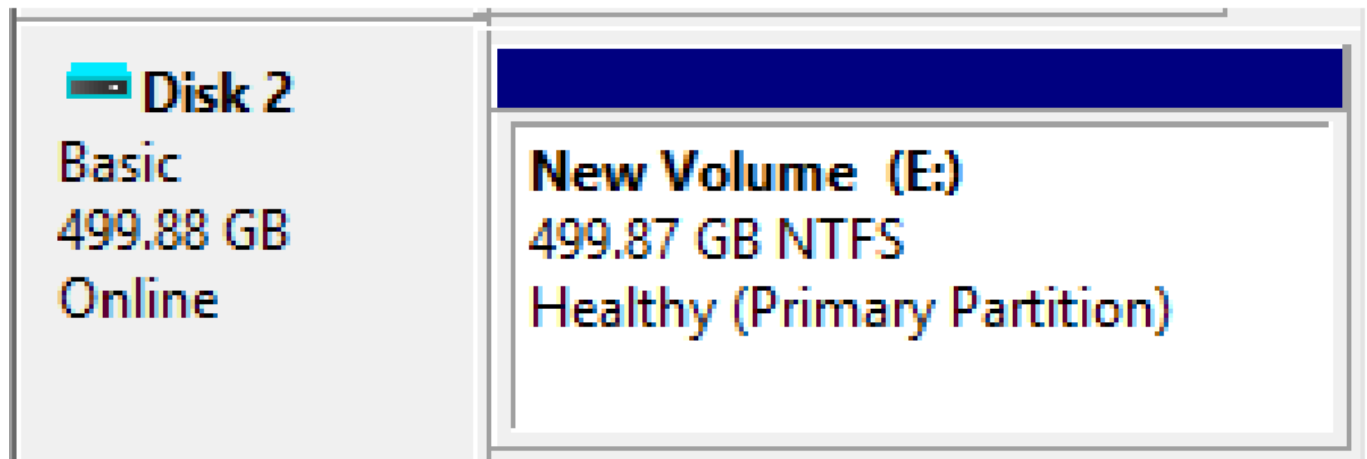 Disk 2
Basic
499.88 GB
Online
New Volume  (E:)
499.87 GB NTFS
Healthy (Primary Partition)